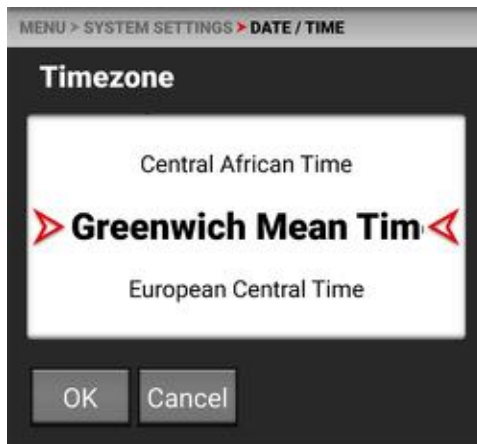 MENU > SYSTEM SETTINGS > DATE / TIME
Timezone
Central African Time
Greenwich Mean Tim
European Central Time
OK Cancel